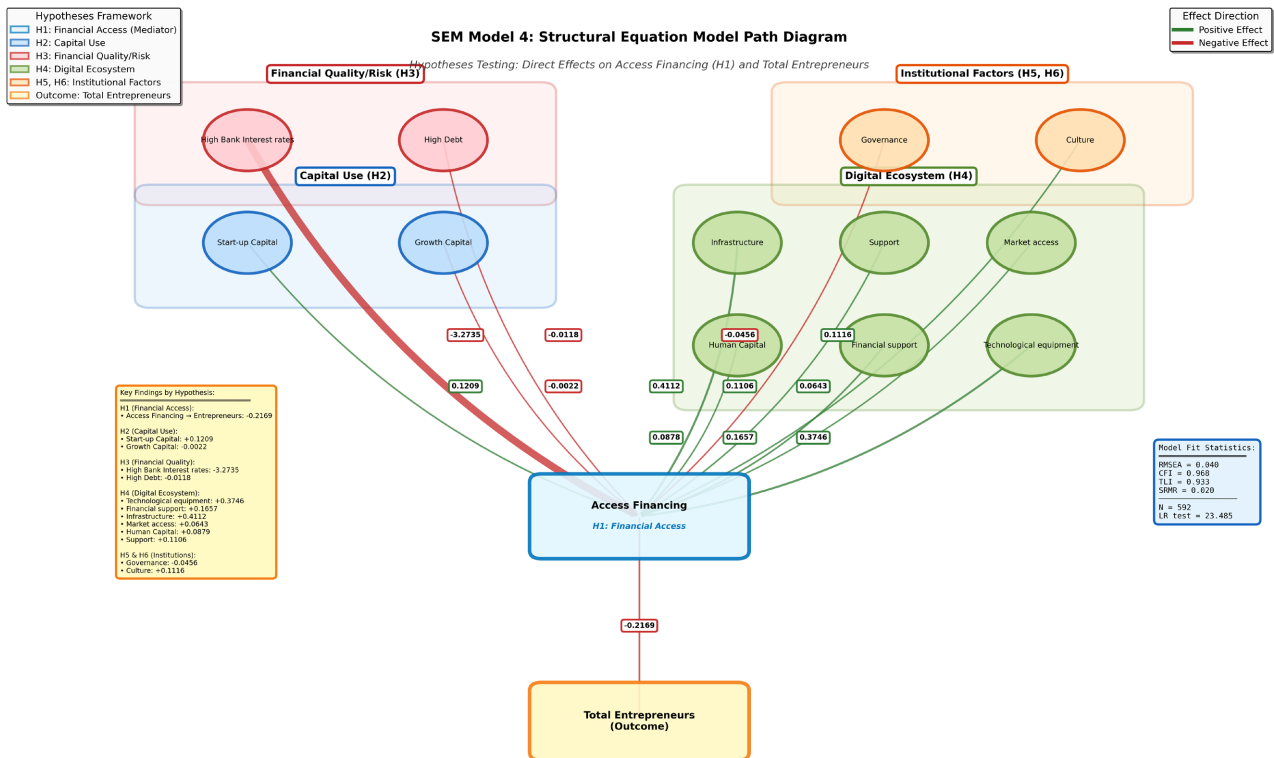 SEM Model 4: Structural Equation Model Path Diagram
Hypotheses Testing: Direct Effects on Access Financing (H1) and Total Entrepreneurs
Hypotheses Framework
H1: Financial Access (Mediator)
H2: Capital Use
H3: Financial Quality/Risk
H4: Digital Ecosystem
H5, H6: Institutional Factors
Outcome: Total Entrepreneurs
Effect Direction
Positive Effect
Negative Effect
Financial Quality/Risk (H3)
Institutional Factors (H5, H6)
High Bank Interest rates
High Debt
Governance
Culture
Capital Use (H2)
Digital Ecosystem (H4)
Start-up Capital
Growth Capital
Infrastructure
Support
Market access
Human Capital
Financial support
Technological equipment
-3.2735
-0.0118
-0.0456
0.1116
0.1209
-0.0022
0.4112
0.1106
0.0643
0.0878
0.1657
0.3746
Key Findings by Hypothesis:
H1 (Financial Access):
• Access Financing → Entrepreneurs: -0.2169
H2 (Capital Use):
• Start-up Capital: +0.1209
• Growth Capital: -0.0022
H3 (Financial Quality):
• High Bank Interest rates: -3.2735
• High Debt: -0.0118
H4 (Digital Ecosystem):
• Technological equipment: +0.3746
• Financial support: +0.1657
• Infrastructure: +0.4112
• Market access: +0.0643
• Human Capital: +0.0879
• Support: +0.1106
H5 & H6 (Institutions):
• Governance: -0.0456
• Culture: +0.1116
Model Fit Statistics:
RMSEA = 0.040
CFI = 0.968
TLI = 0.933
SRMR = 0.020
N = 592
LR test = 23.485
Access Financing
H1: Financial Access
-0.2169
Total Entrepreneurs
(Outcome)